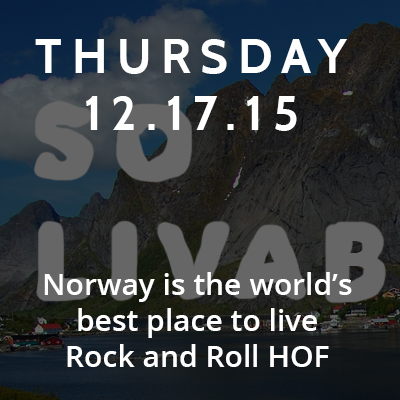 THURSDAY
12.17.15
SO
LIVAB
Norway is the world’s
best place to live
Rock and Roll HOF